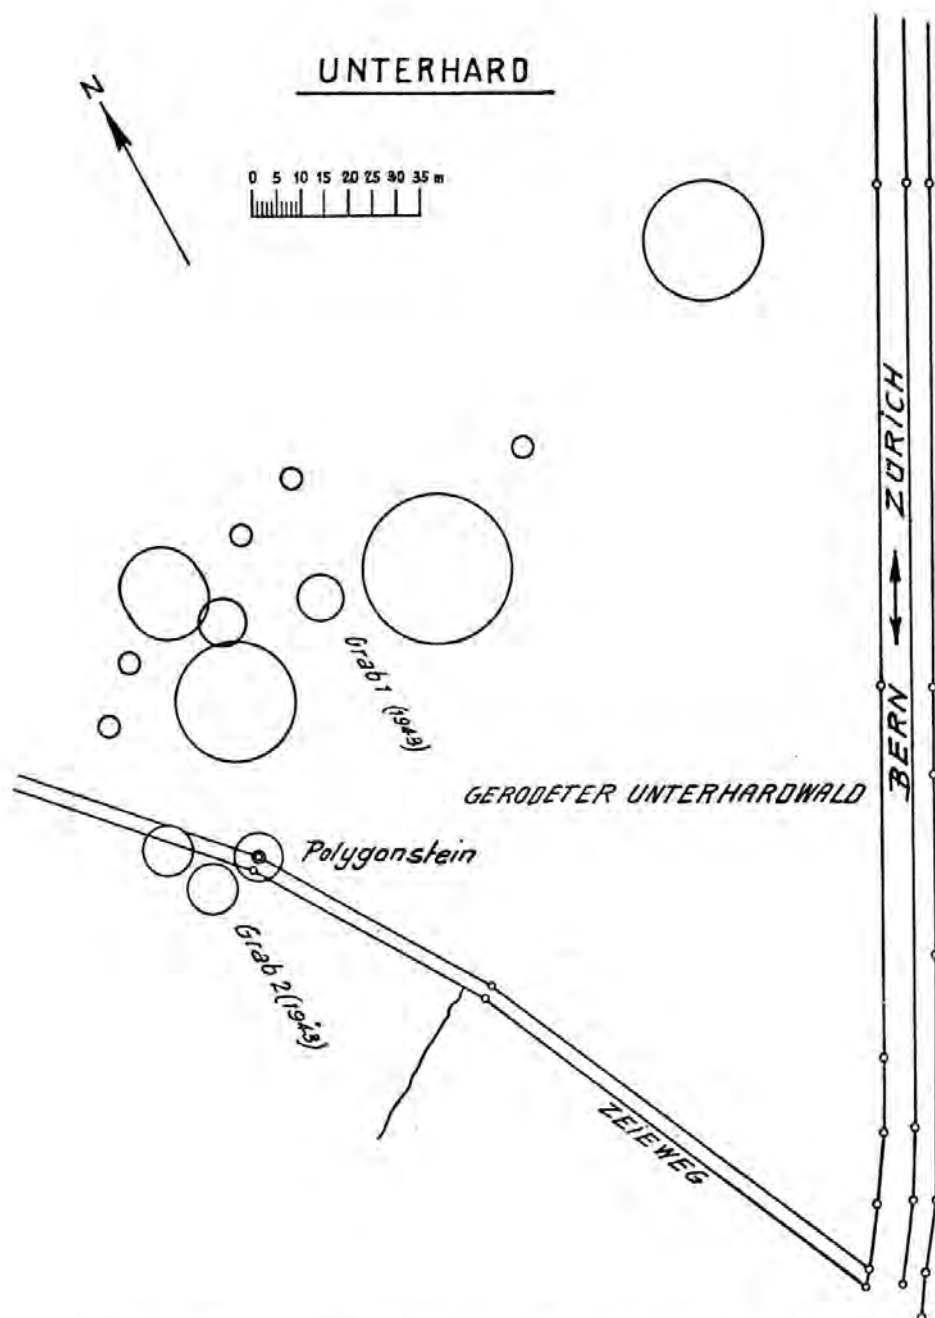 UNTERHARD
N
0 5 10 15 20 25 30 35 m
Grab 1 (1943)
BERN ←→ ZÜRICH
GERODETER UNTERHARDWALD
Polygonstein
Grab 2 (1943)
ZEIEWEG